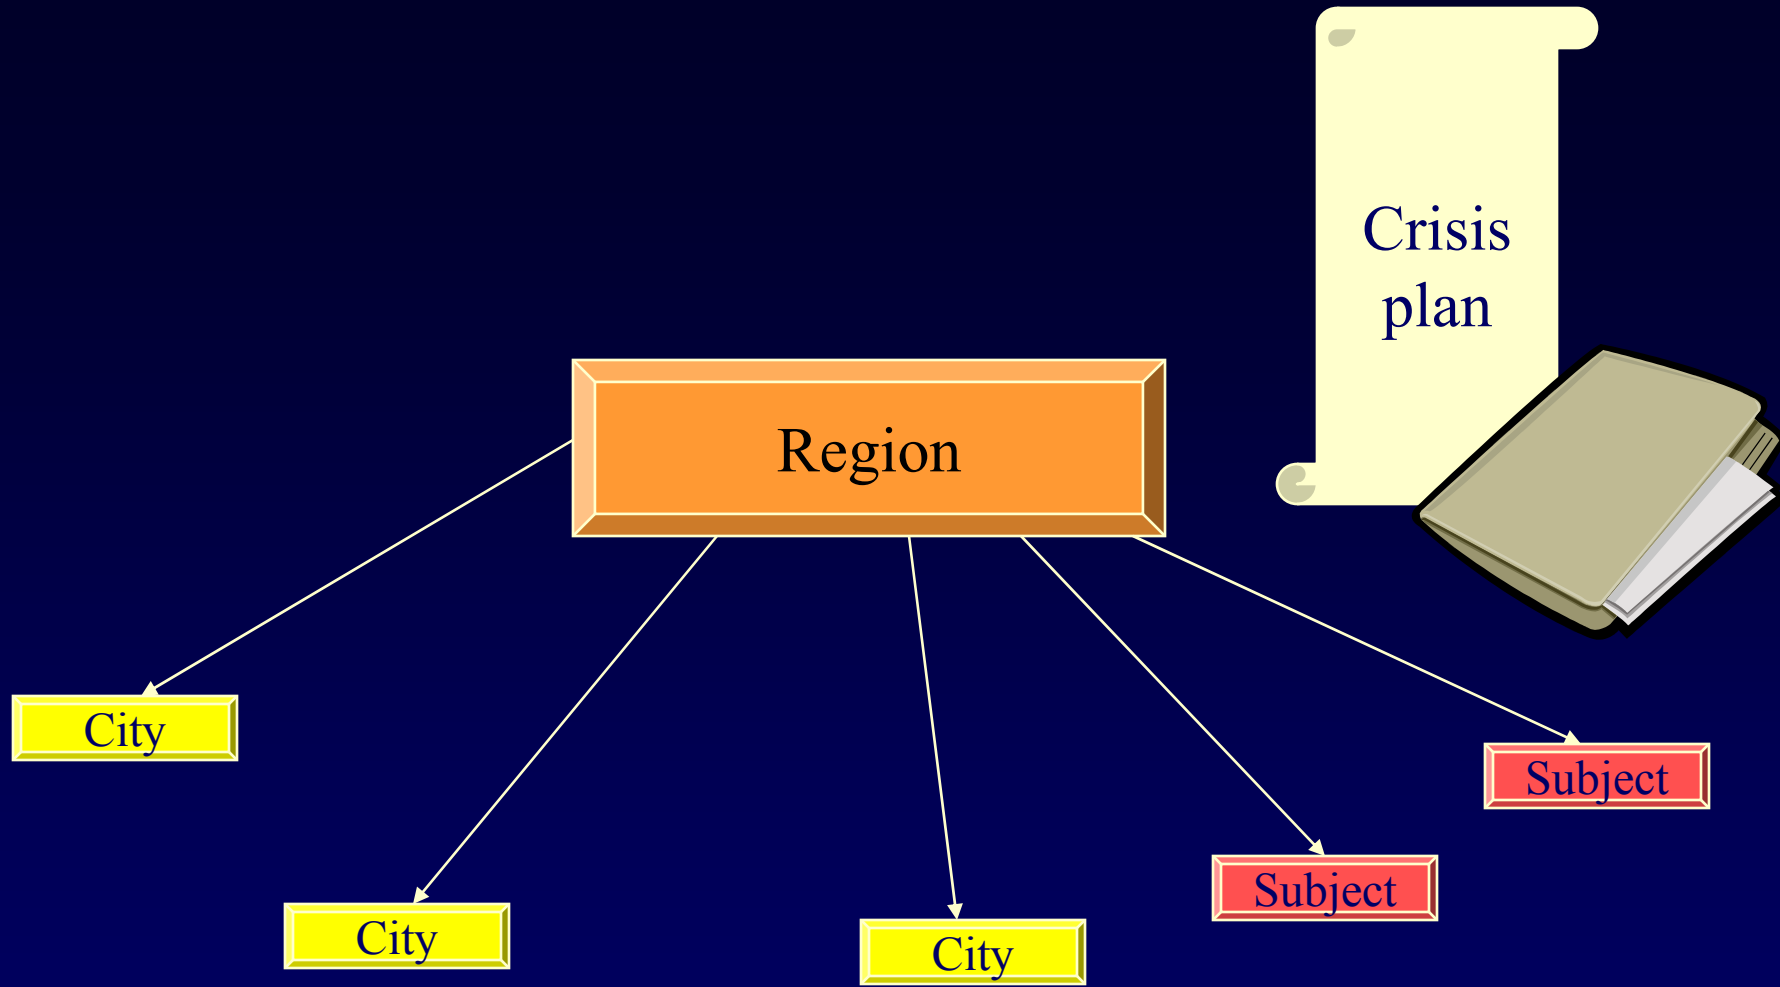 Crisis
plan
Region
City
City
City
Subject
Subject